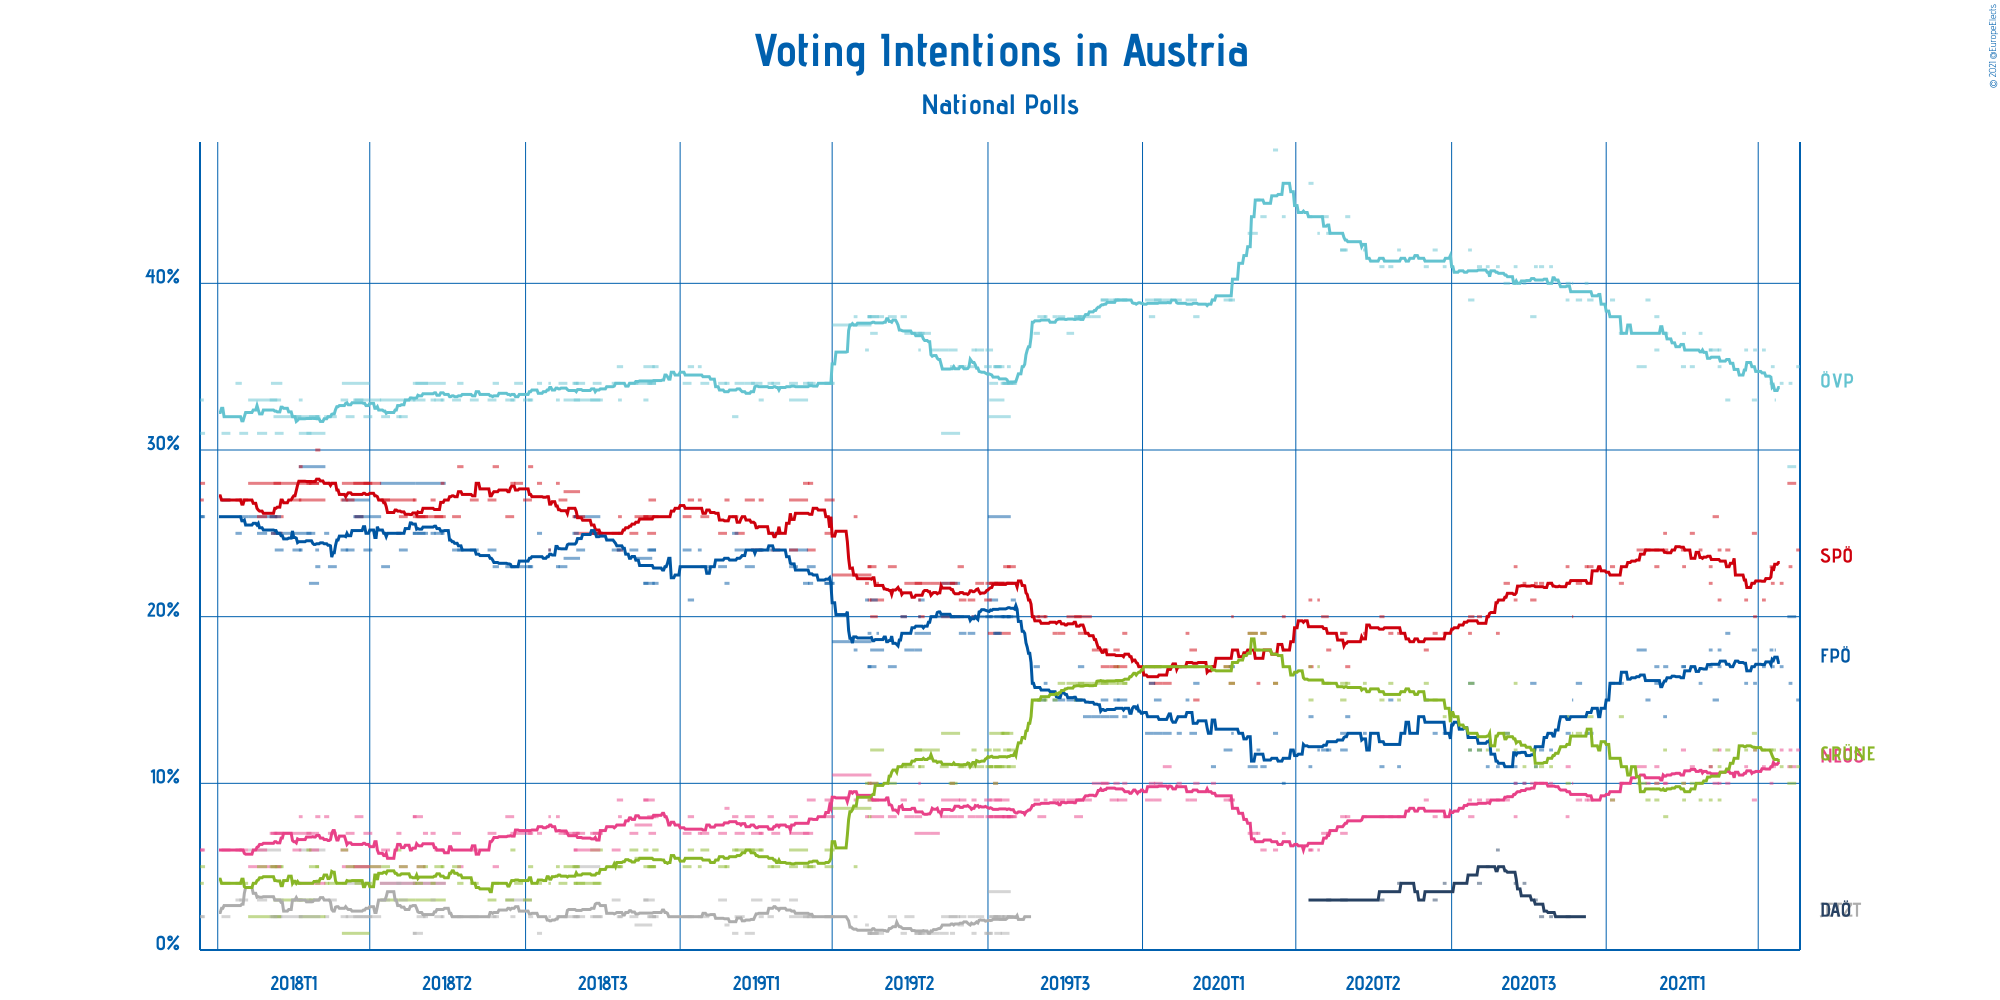 © 2021 @EuropeElects
Voting Intentions in Austria
National Polls
40%
30%
20%
10%
0%
ÖVP
SPÖ
FPÖ
GRÜNE
NEOS
DAÖ
2018T1
2018T2
2018T3
2019T1
2019T2
2019T3
2020T1
2020T2
2020T3
2021T1